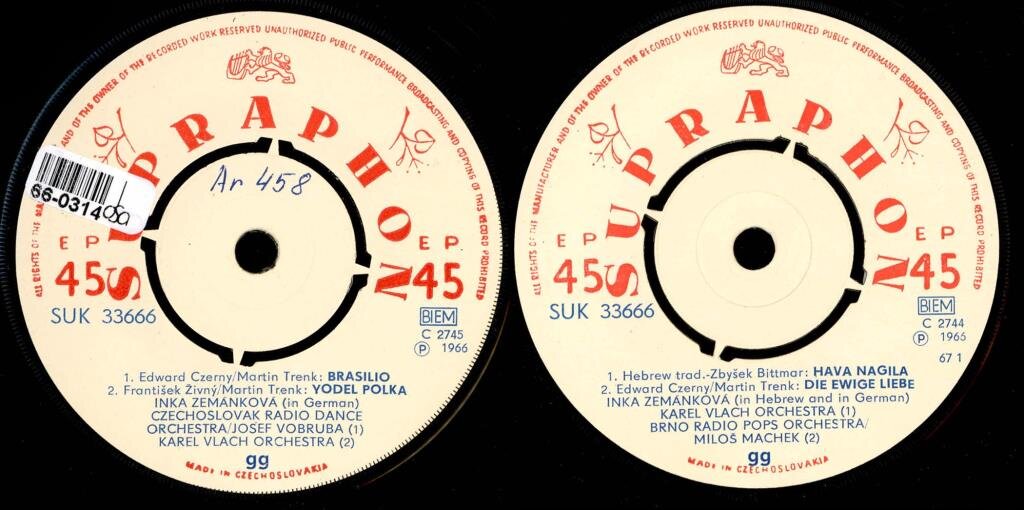 ALL RIGHTS OF THE MA AND OF THE OWNER OF THE RECORDED WORK RESERVED UNAUTHORIZED PUBLIC PERFORMANCE BROADCASTING AND COPYING OF THIS RECORD PROHIBITED
SUPRAPHON
Ar 458
66-0314
OSA
EP
45
EP
45
SUK 33666
BIEM
C 2745
Ⓟ 1966
1. Edward Czerny/Martin Trenk: BRASILIO
2. František Živný/Martin Trenk: YODEL POLKA
INKA ZEMÁNKOVÁ (in German)
CZECHOSLOVAK RADIO DANCE
ORCHESTRA/JOSEF VOBRUBA (1)
KAREL VLACH ORCHESTRA (2)
gg
MADE IN CZECHOSLOVAKIA
ALL RIGHTS OF THE MANUFACTURER AND OF THE OWNER OF THE RECORDED WORK RESERVED UNAUTHORIZED PUBLIC PERFORMANCE BROADCASTING AND COPYING OF THIS RECORD PROHIBITED
SUPRAPHON
EP
45
EP
45
SUK 33666
BIEM
C 2744
Ⓟ 1966
67 1
1. Hebrew trad.-Zbyšek Bittmar: HAVA NAGILA
2. Edward Czerny/Martin Trenk: DIE EWIGE LIEBE
INKA ZEMÁNKOVÁ (in Hebrew and in German)
KAREL VLACH ORCHESTRA (1)
BRNO RADIO POPS ORCHESTRA/
MILOŠ MACHEK (2)
gg
MADE IN CZECHOSLOVAKIA